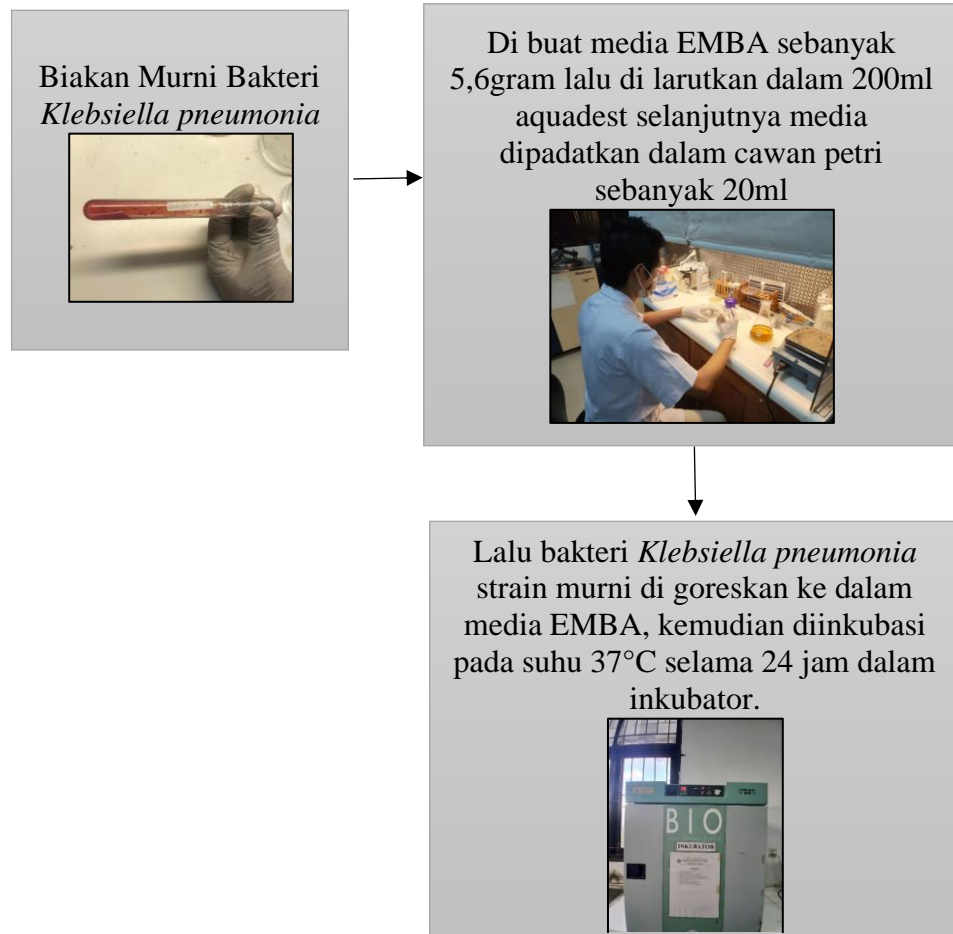 Biakan Murni Bakteri
Klebsiella pneumonia
Di buat media EMBA sebanyak
5,6gram lalu di larutkan dalam 200ml
aquadest selanjutnya media
dipadatkan dalam cawan petri
sebanyak 20ml
Lalu bakteri Klebsiella pneumonia
strain murni di goreskan ke dalam
media EMBA, kemudian diinkubasi
pada suhu 37°C selama 24 jam dalam
inkubator.
BIO
INKUBATOR